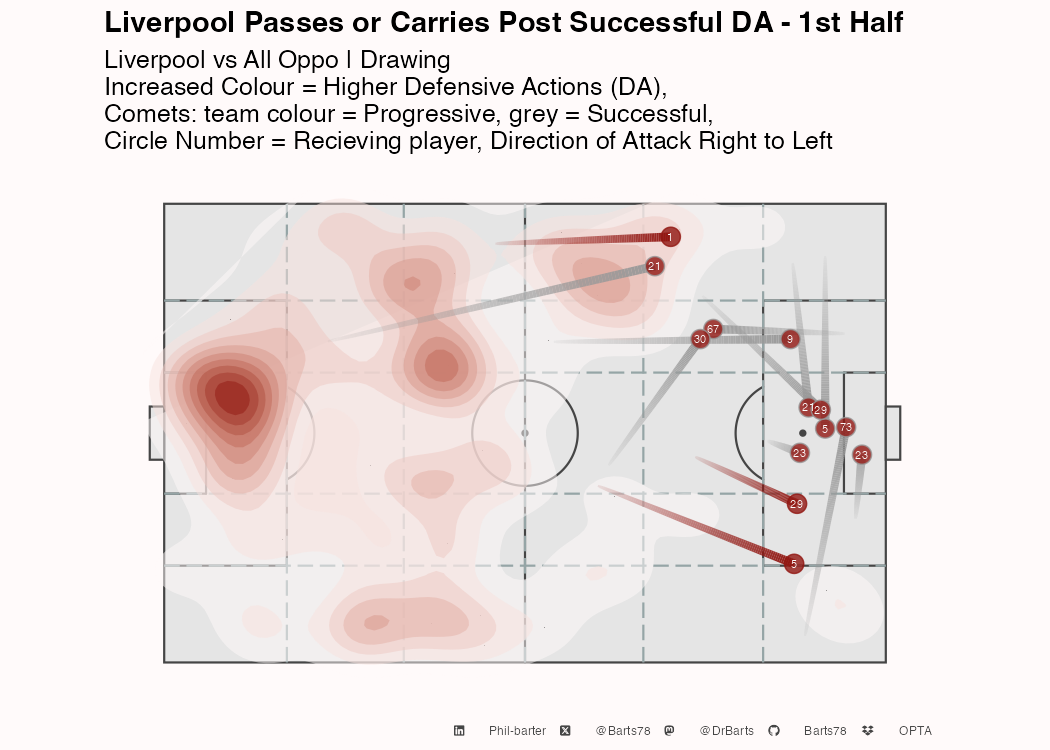 Liverpool Passes or Carries Post Successful DA - 1st Half
Liverpool vs All Oppo | Drawing
Increased Colour = Higher Defensive Actions (DA),
Comets: team colour = Progressive, grey = Successful,
Circle Number = Recieving player, Direction of Attack Right to Left
1
21
67
30
9
21
29
5
73
23
23
29
5
Phil-barter
@Barts78
@DrBarts
Barts78
OPTA